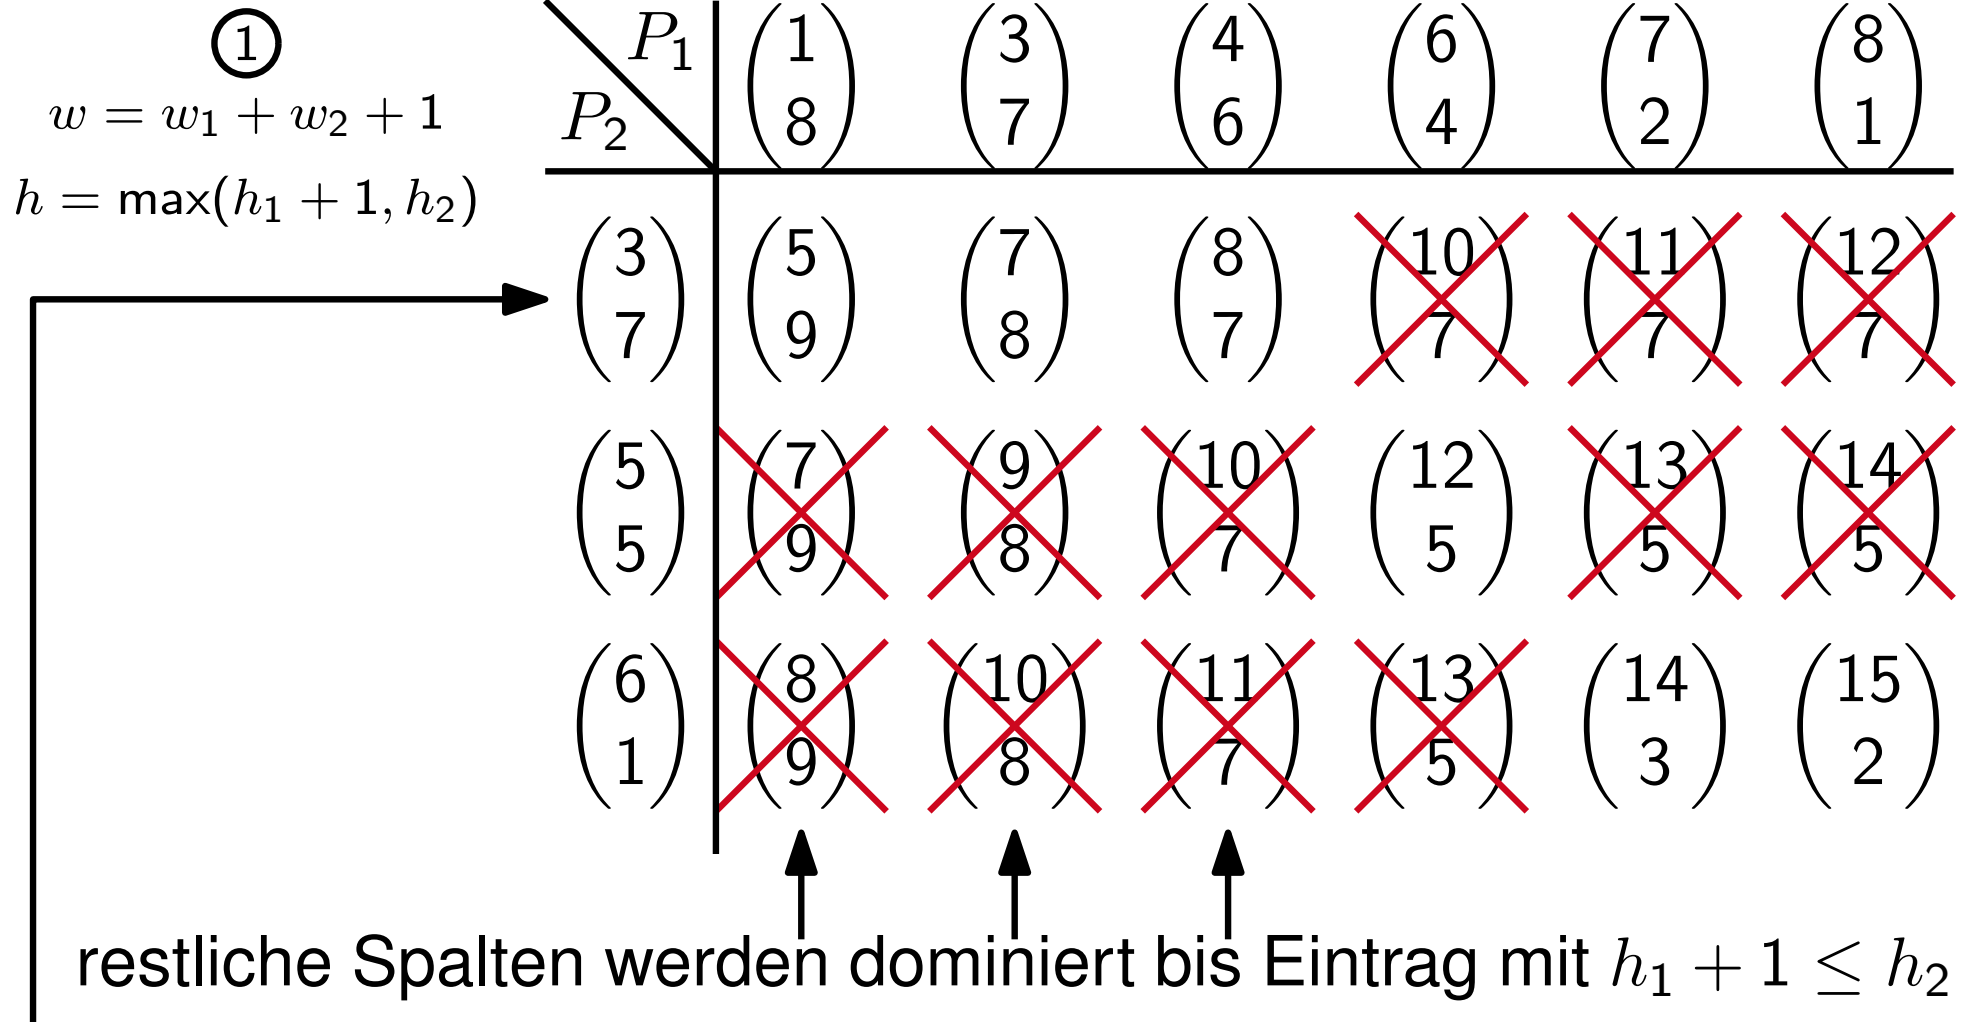 ①
w = w₁ + w₂ + 1
h = max(h₁ + 1, h₂)
P₁
P₂
1 3 4 6 7 8
8 7 6 4 2 1
3 5 7 8 10 11 12
7 9 8 7 7 7 7
5 7 9 10 12 13 14
5 9 8 7 5 5 5
6 8 10 11 13 14 15
1 9 8 7 5 3 2
restliche Spalten werden dominiert bis Eintrag mit h₁ + 1 ≤ h₂